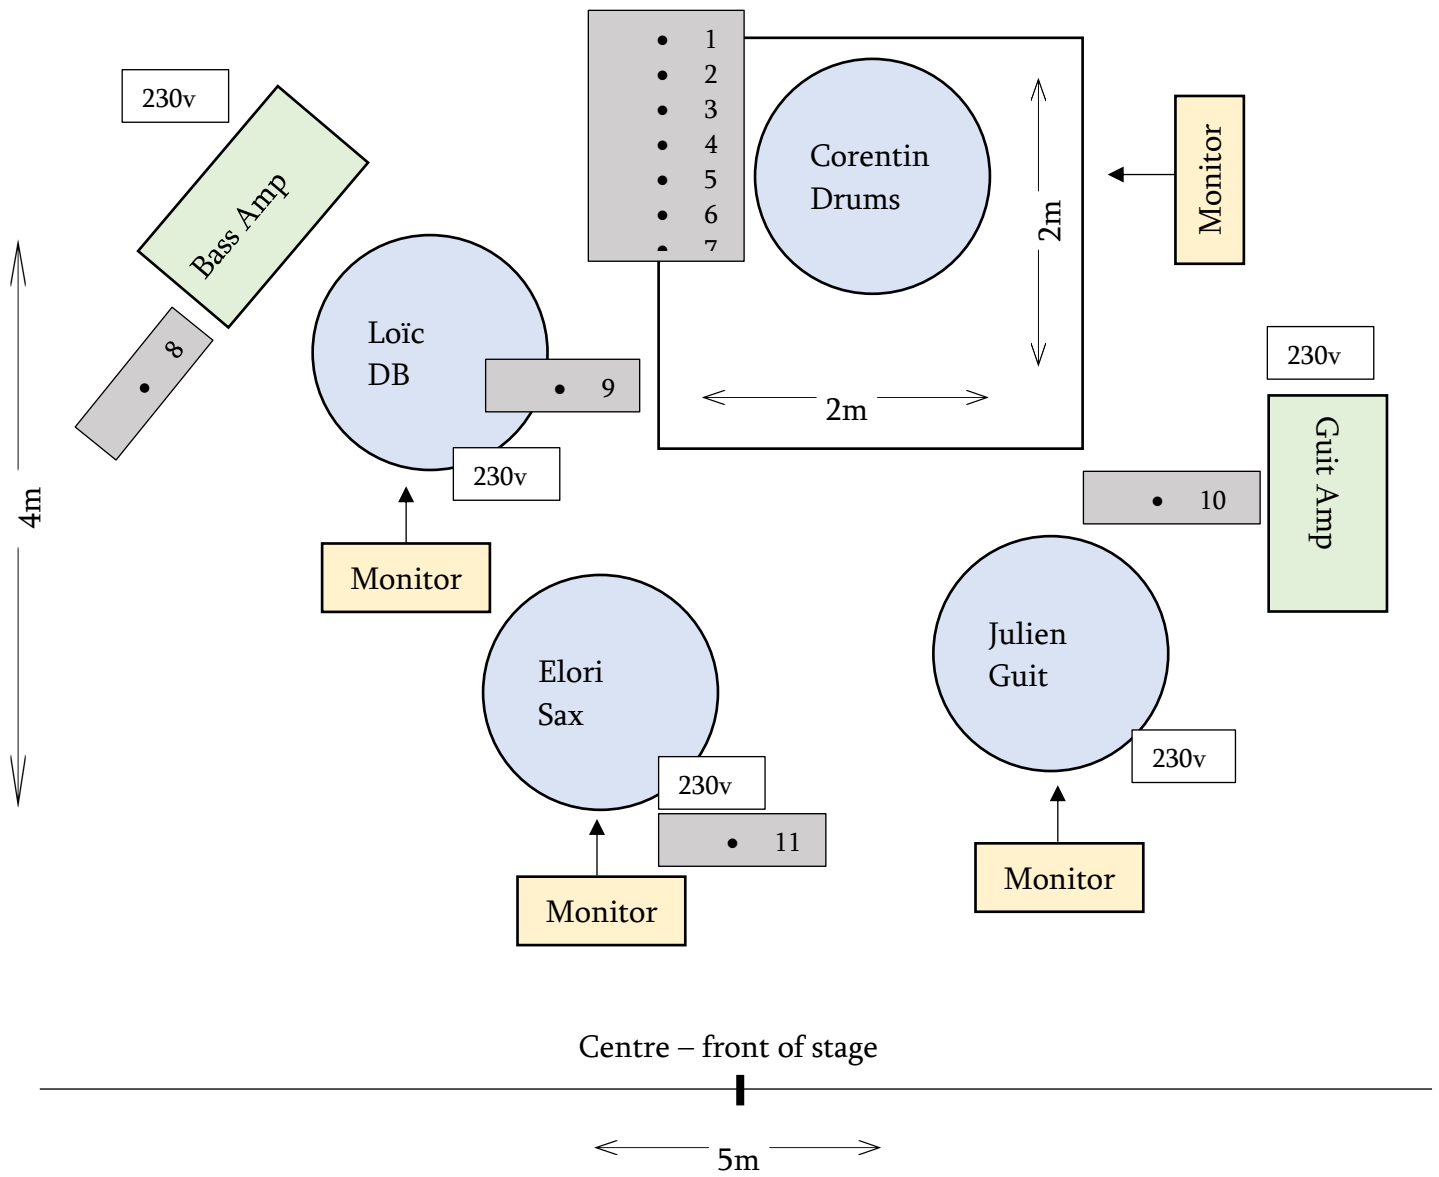 • 1
• 2
• 3
• 4
• 5
• 6
• 7
230v
Corentin
Drums
Monitor
Bass Amp
2m
Loïc
DB
8
230v
• 9
2m
Guit Amp
230v
4m
• 10
Monitor
Julien
Guit
Elori
Sax
230v
230v
• 11
Monitor
Monitor
Centre – front of stage
5m